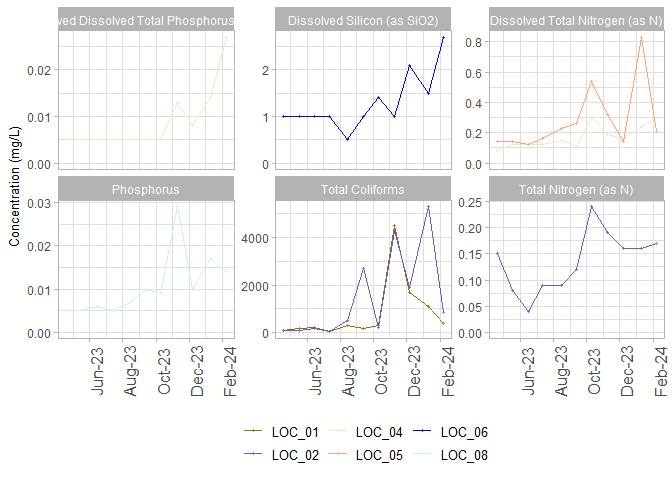 ved Dissolved Total Phosphorus
Dissolved Silicon (as SiO2)
Dissolved Total Nitrogen (as N)
0.02
0.01
0.00
2
1
0
0.8
0.6
0.4
0.2
0.0
Concentration (mg/L)
Phosphorus
Total Coliforms
Total Nitrogen (as N)
0.03
0.02
0.01
0.00
4000
2000
0
0.25
0.20
0.15
0.10
0.05
0.00
Jun-23 Aug-23 Oct-23 Dec-23 Feb-24
Jun-23 Aug-23 Oct-23 Dec-23 Feb-24
Jun-23 Aug-23 Oct-23 Dec-23 Feb-24
LOC_01 LOC_04 LOC_06
LOC_02 LOC_05 LOC_08